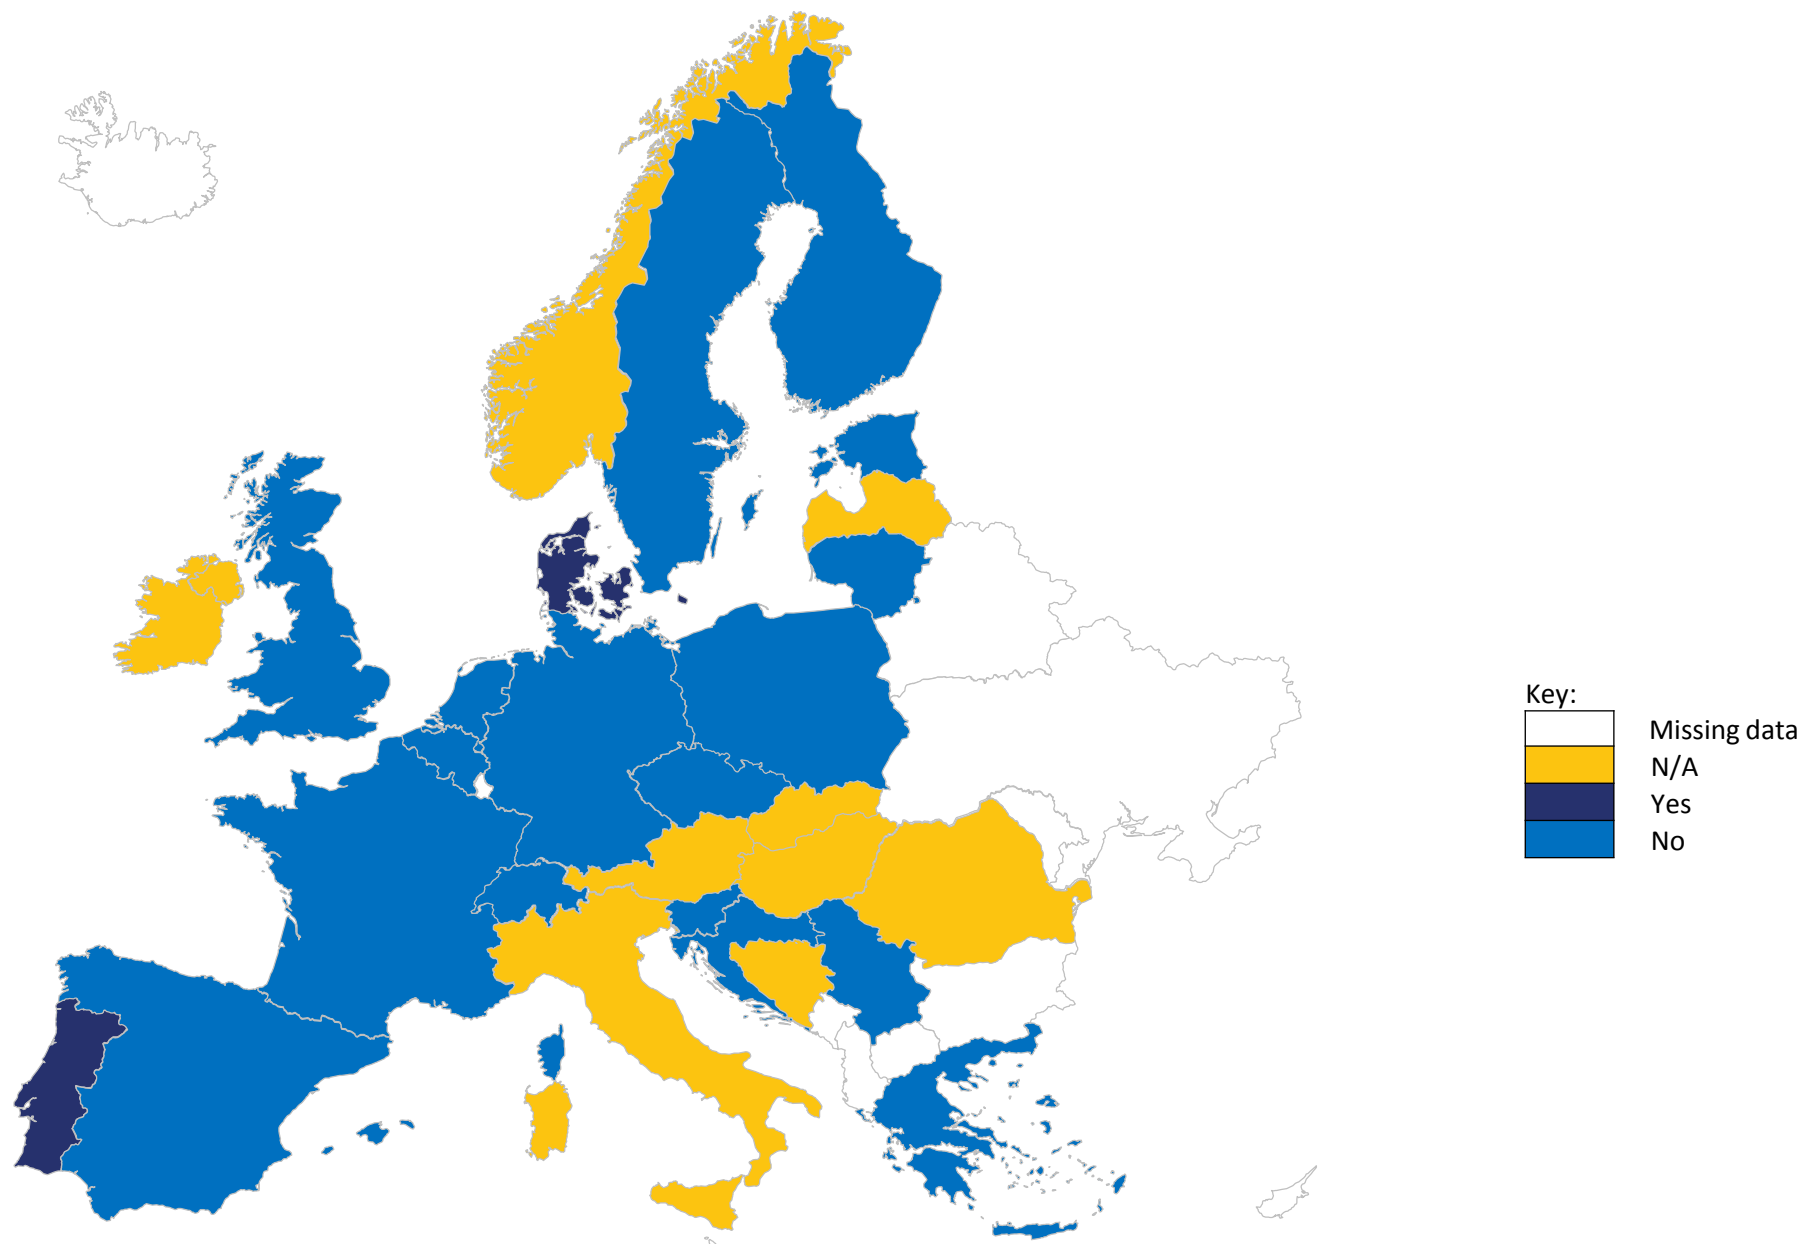 Key:
Missing data
N/A
Yes
No